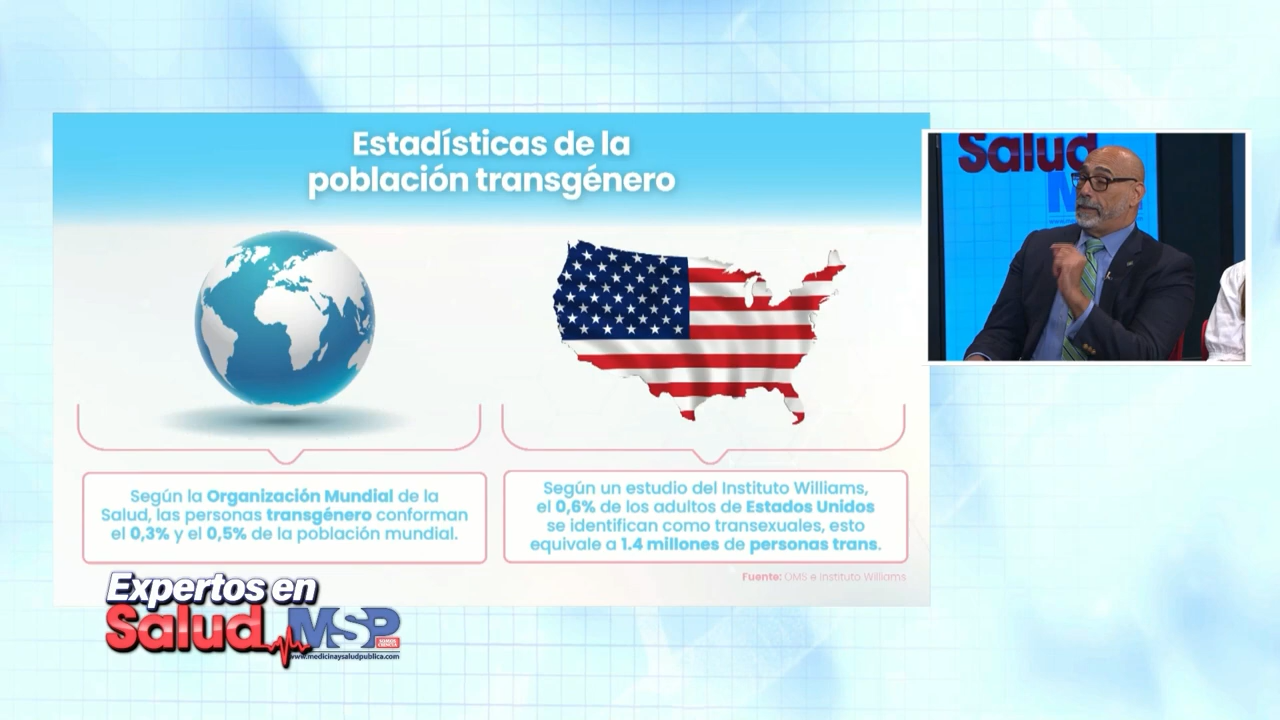 Estadísticas de la
población transgénero
Según la Organización Mundial de la
Salud, las personas transgénero conforman
el 0,3% y el 0,5% de la población mundial.
Según un estudio del Instituto Williams,
el 0,6% de los adultos de Estados Unidos
se identifican como transexuales, esto
equivale a 1.4 millones de personas trans.
Fuente: OMS e Instituto Williams
Expertos en
Salud MSP
www.medicinaysaludpublica.com
Salud